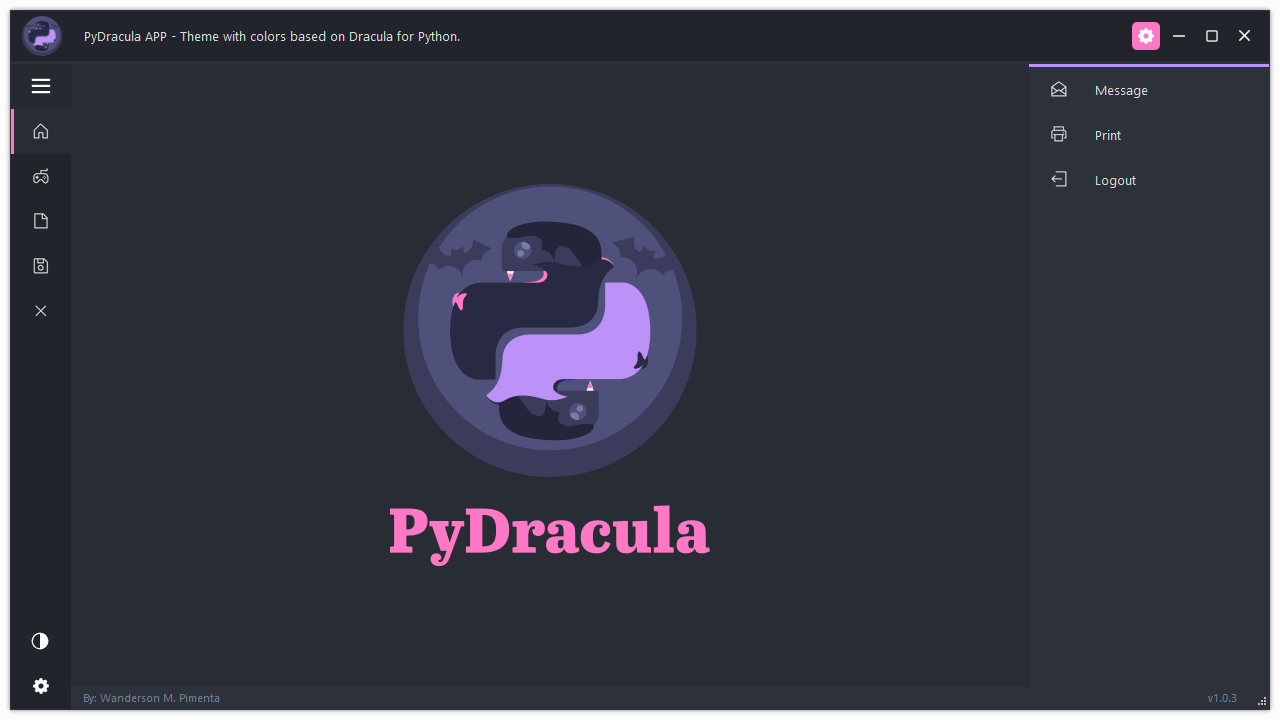 PyDracula APP - Theme with colors based on Dracula for Python.
Message
Print
Logout
PyDracula
By: Wanderson M. Pimenta
v1.0.3